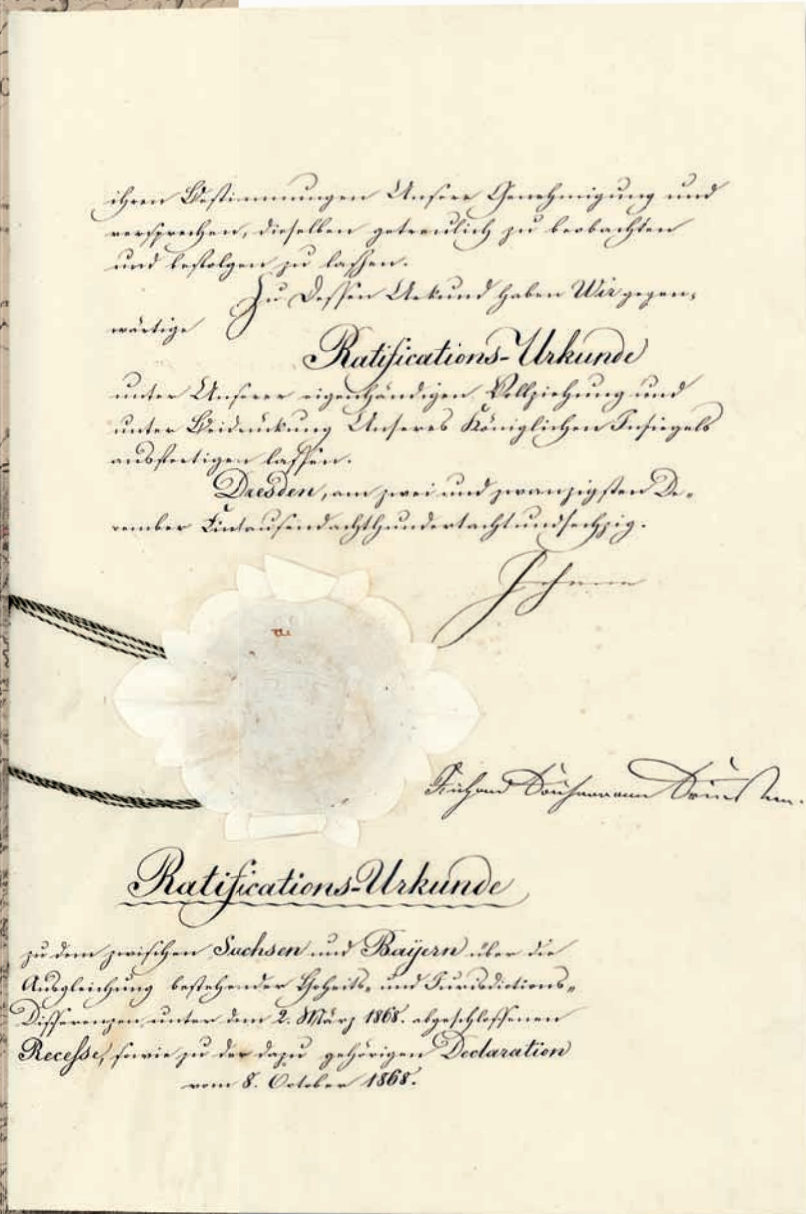 ihren Bestimmungen Unsere Genehmigung und
versprechen, dieselben getreulich zu beobachten
und befolgen zu lassen.
Zu Dessen Urkund haben Wir gegen-
wärtige
Ratifications-Urkunde
unter Unserer eigenhändigen Vollziehung und
unter Beidrückung Unseres Königlichen Insiegels
ausfertigen lassen.
Dresden, am zwei und zwanzigsten De-
cember Eintausendachthundertachtundsechzig.
Johann
Richard
Ratifications-Urkunde
zu dem zwischen Sachsen und Bayern über die
Ausgleichung bestehender Hoheits- und Jurisdictions-
Differenzen unter dem 2. März 1868. abgeschlossenen
Recesse, sowie zu der dazu gehörigen Declaration
vom 8. October 1868.